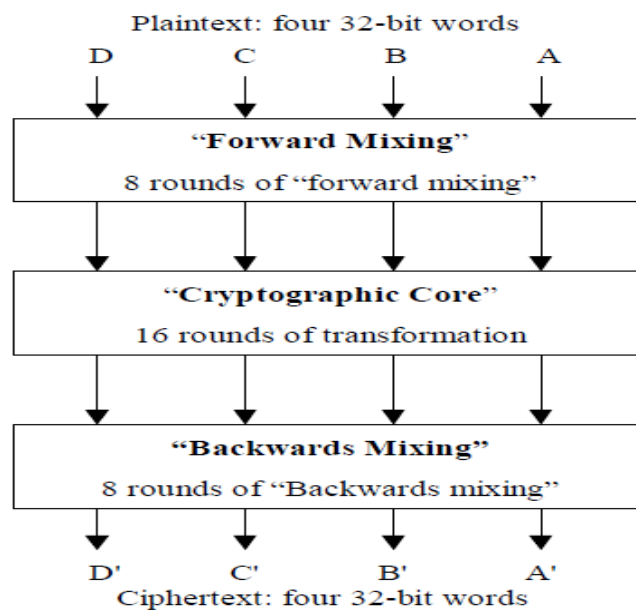 Plaintext: four 32-bit words
D C B A
“Forward Mixing”
8 rounds of “forward mixing”
“Cryptographic Core”
16 rounds of transformation
“Backwards Mixing”
8 rounds of “Backwards mixing”
D' C' B' A'
Ciphertext: four 32-bit words